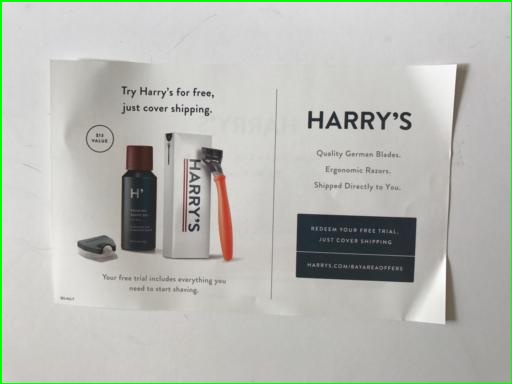 Try Harry's for free,
just cover shipping.
$15
VALUE
H'
HARRY'S
Your free trial includes everything you
need to start shaving.
HARRY'S
Quality German Blades.
Ergonomic Razors.
Shipped Directly to You.
REDEEM YOUR FREE TRIAL,
JUST COVER SHIPPING
HARRYS.COM/BAYAREAOFFERS